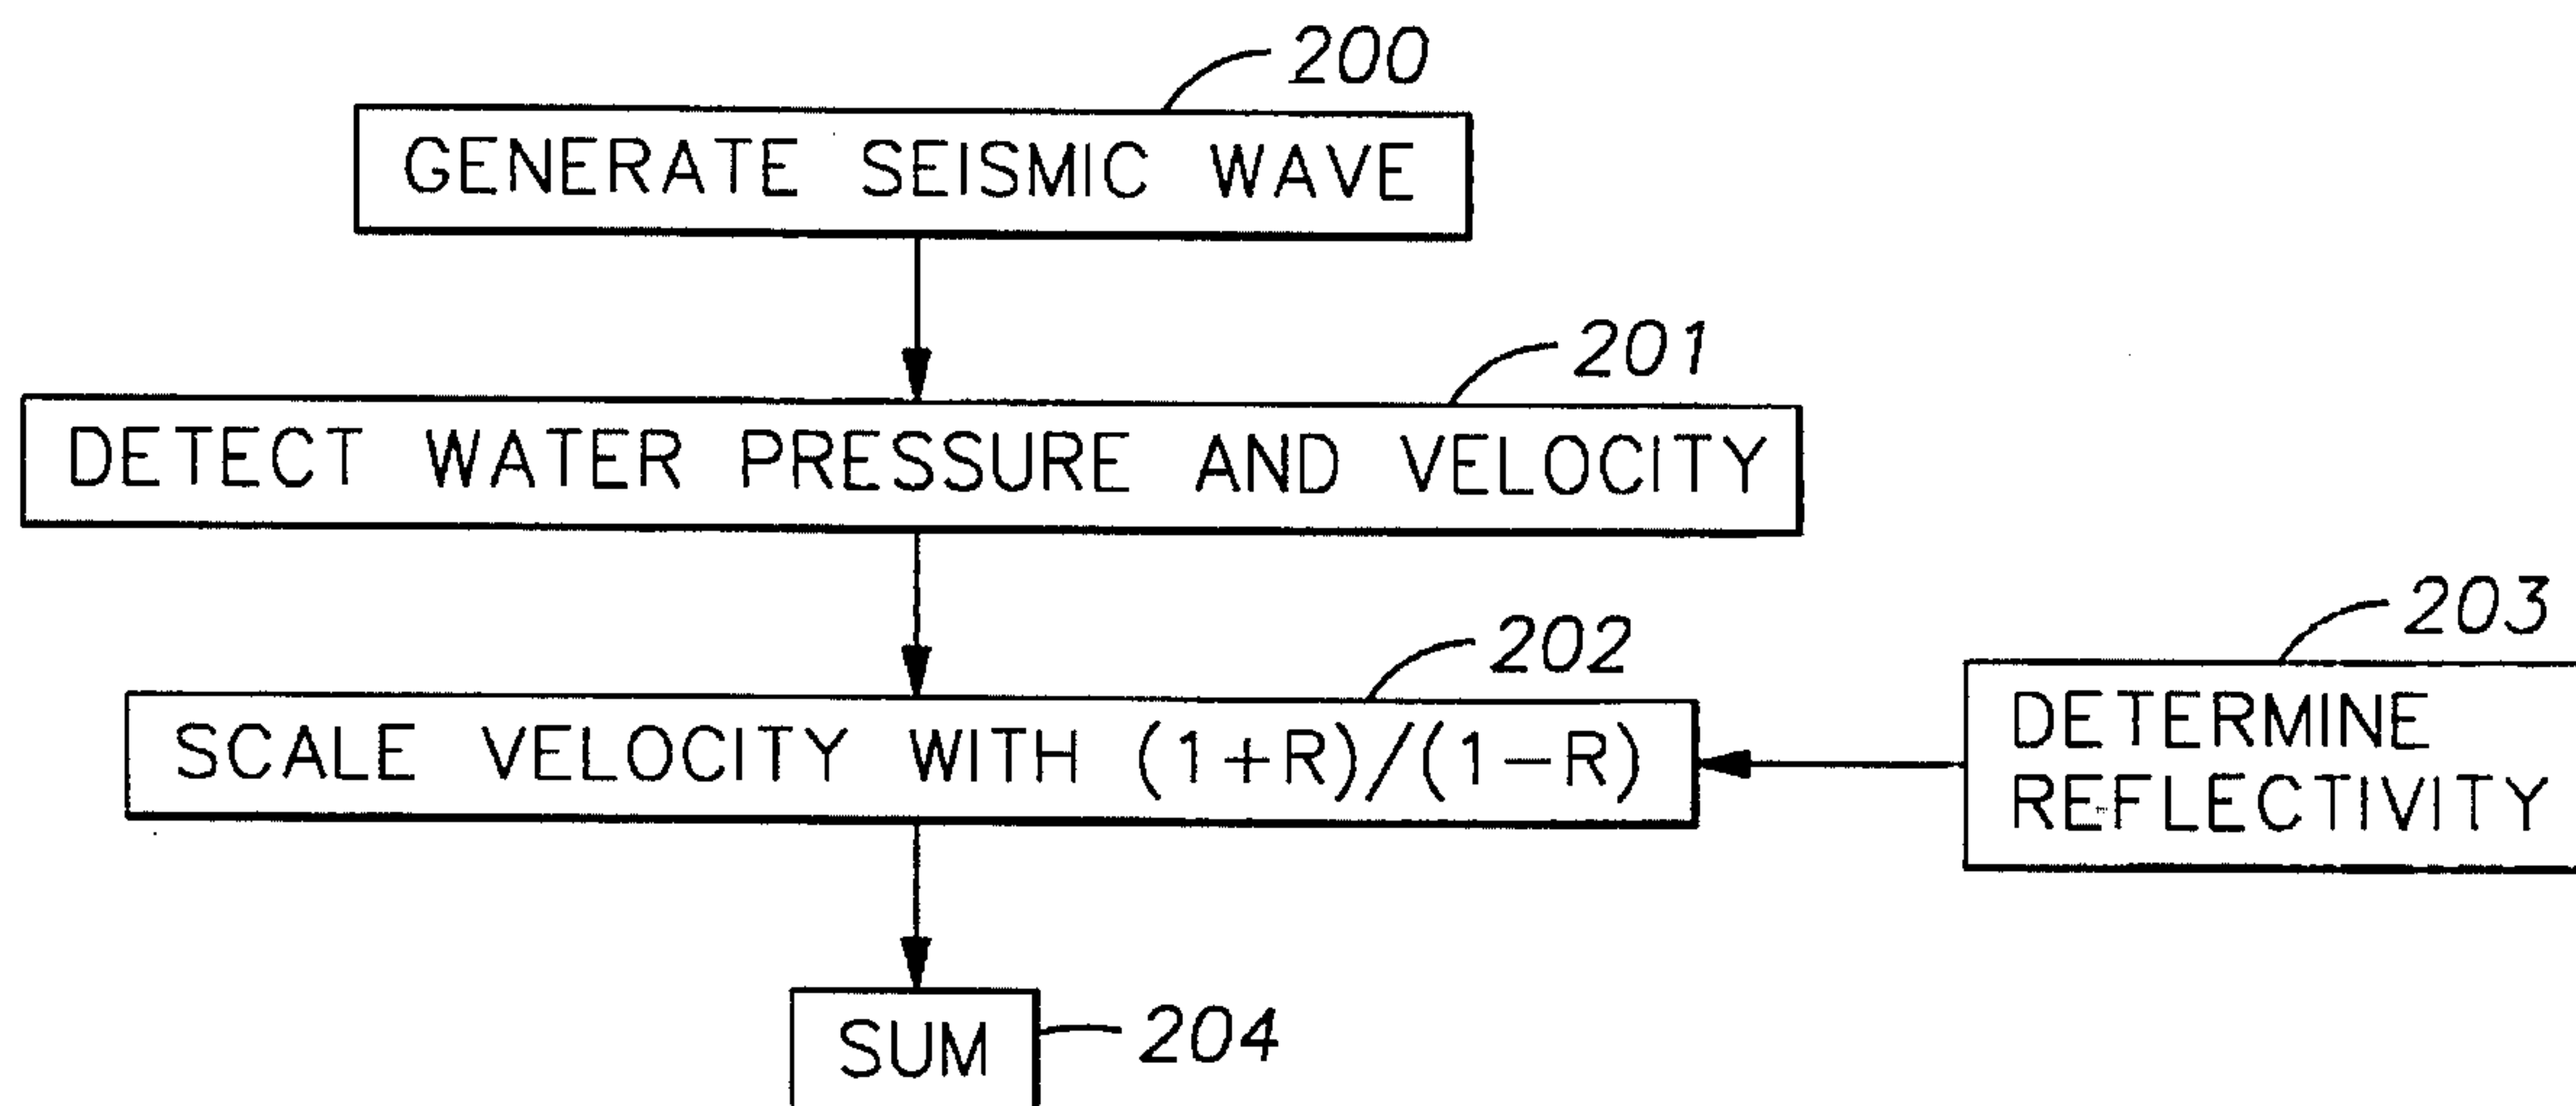 200
GENERATE SEISMIC WAVE
201
DETECT WATER PRESSURE AND VELOCITY
202
SCALE VELOCITY WITH (1+R)/(1-R)
203
DETERMINE
REFLECTIVITY
SUM
204